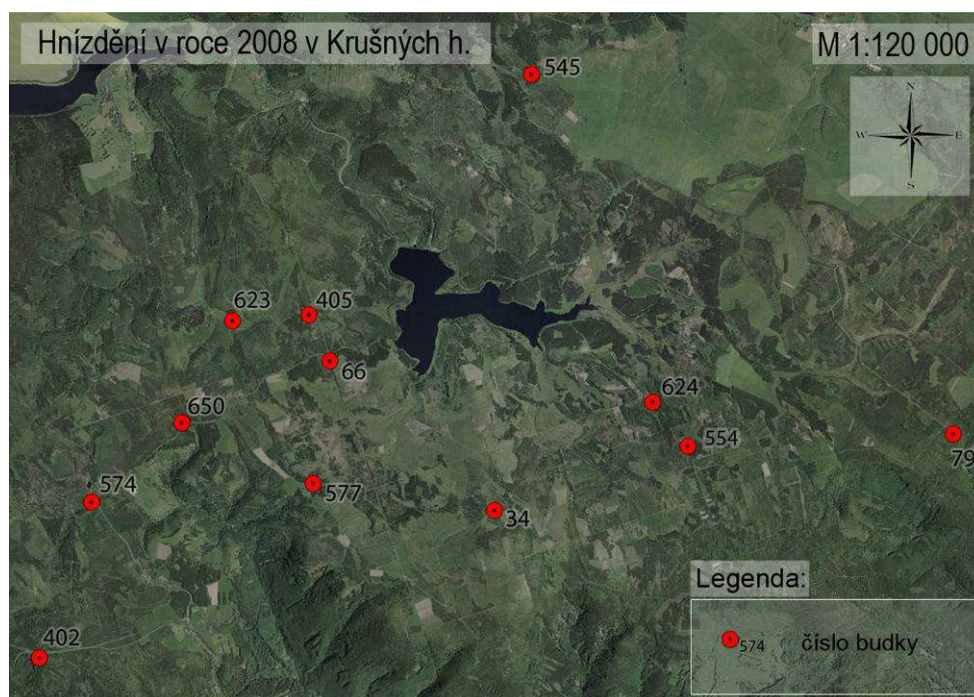 Hnízdění v roce 2008 v Krušných h.
M 1:120 000
545
N
W E
S
623
405
66
650
624
554
79
574
577
34
402
Legenda:
574 číslo budky